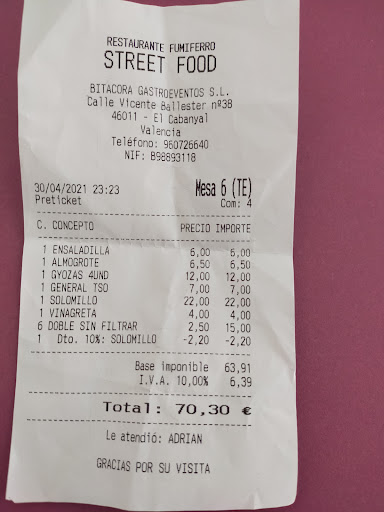 RESTAURANTE FUMIFERRO
STREET FOOD
BITACORA GASTROEVENTOS S.L.
Calle Vicente Ballester nº3B
46011 - El Cabanyal
Valencia
Teléfono: 960726640
NIF: B98893118
30/04/2021 23:23 Mesa 6 (TE)
Preticket Com: 4
C. CONCEPTO PRECIO IMPORTE
1 ENSALADILLA 6,00 6,00
1 ALMOGROTE 6,50 6,50
1 GYOZAS 4UND 12,00 12,00
1 GENERAL TSO 7,00 7,00
1 SOLOMILLO 22,00 22,00
1 VINAGRETA 4,00 4,00
6 DOBLE SIN FILTRAR 2,50 15,00
1 Dto. 10%: SOLOMILLO -2,20 -2,20
Base imponible 63,91
I.V.A. 10,00% 6,39
Total: 70,30 €
Le atendió: ADRIAN
GRACIAS POR SU VISITA